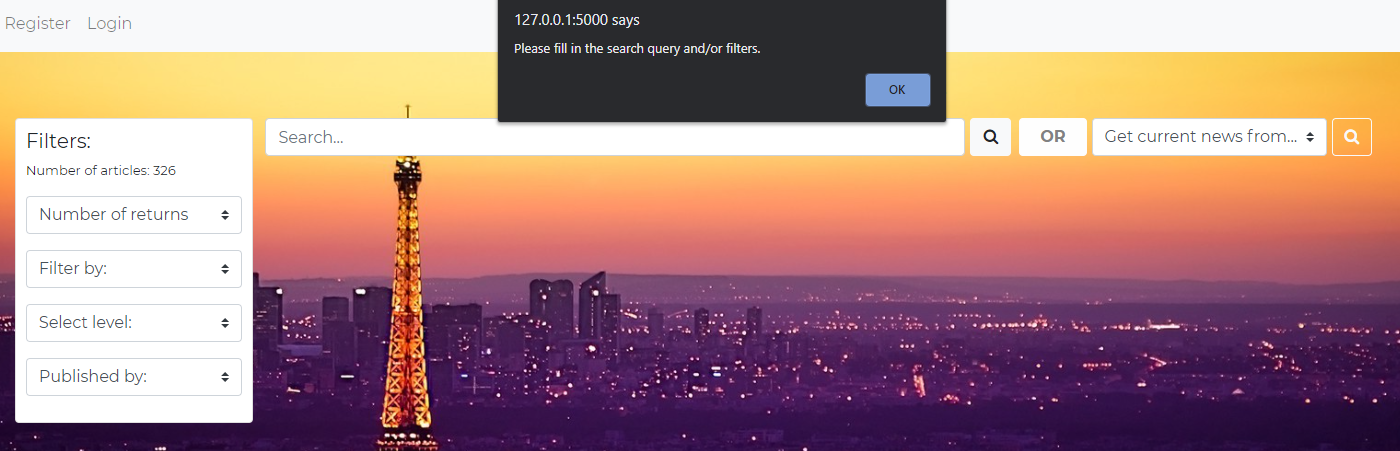 Register Login
127.0.0.1:5000 says
Please fill in the search query and/or filters.
OK
Filters:
Number of articles: 326
Number of returns
Filter by:
Select level:
Published by:
Search...
OR
Get current news from...